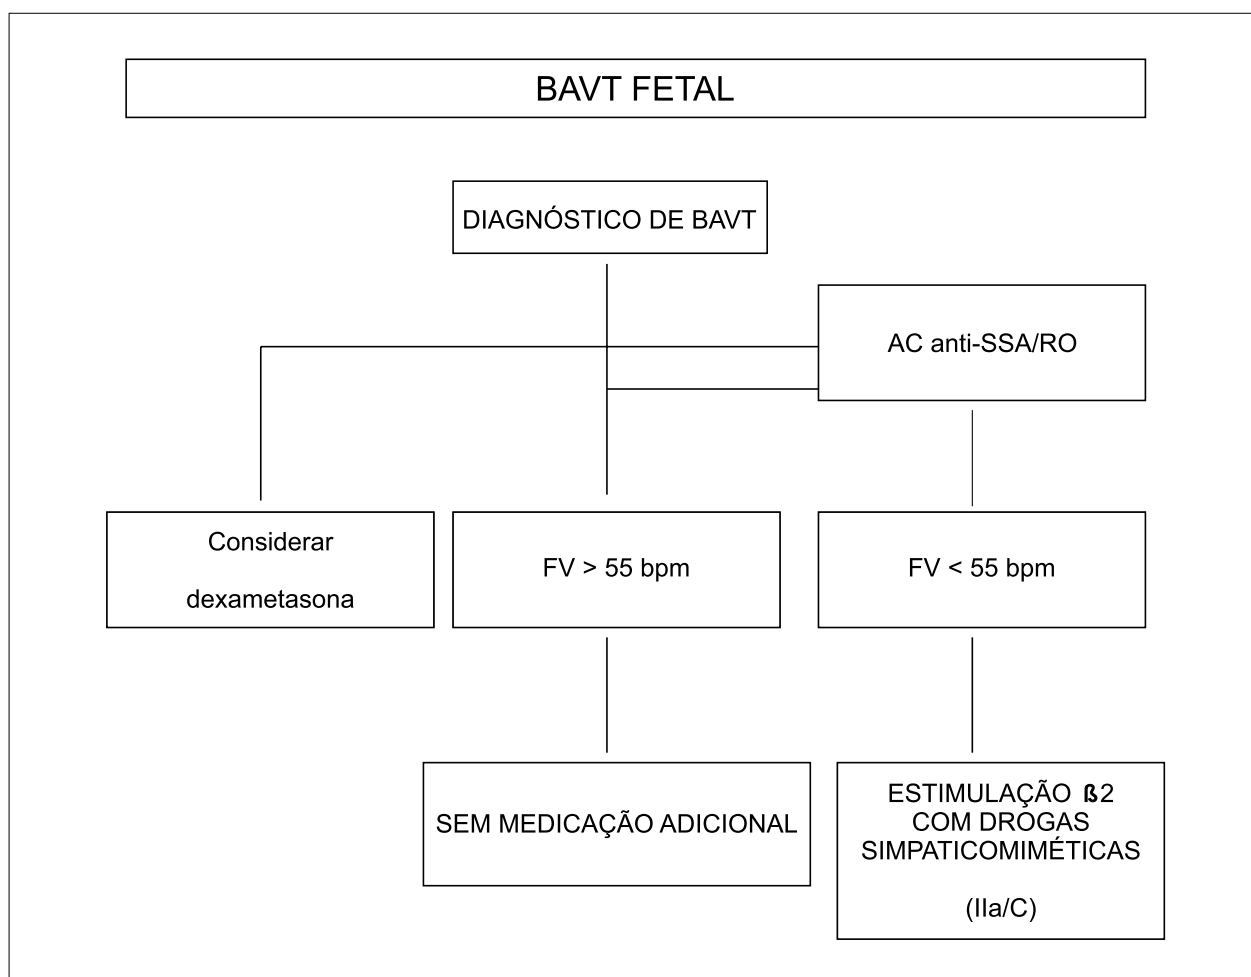 BAVT FETAL
DIAGNÓSTICO DE BAVT
AC anti-SSA/RO
Considerar
dexametasona
FV > 55 bpm
FV < 55 bpm
SEM MEDICAÇÃO ADICIONAL
ESTIMULAÇÃO ß2
COM DROGAS
SIMPATICOMIMÉTICAS
(IIa/C)